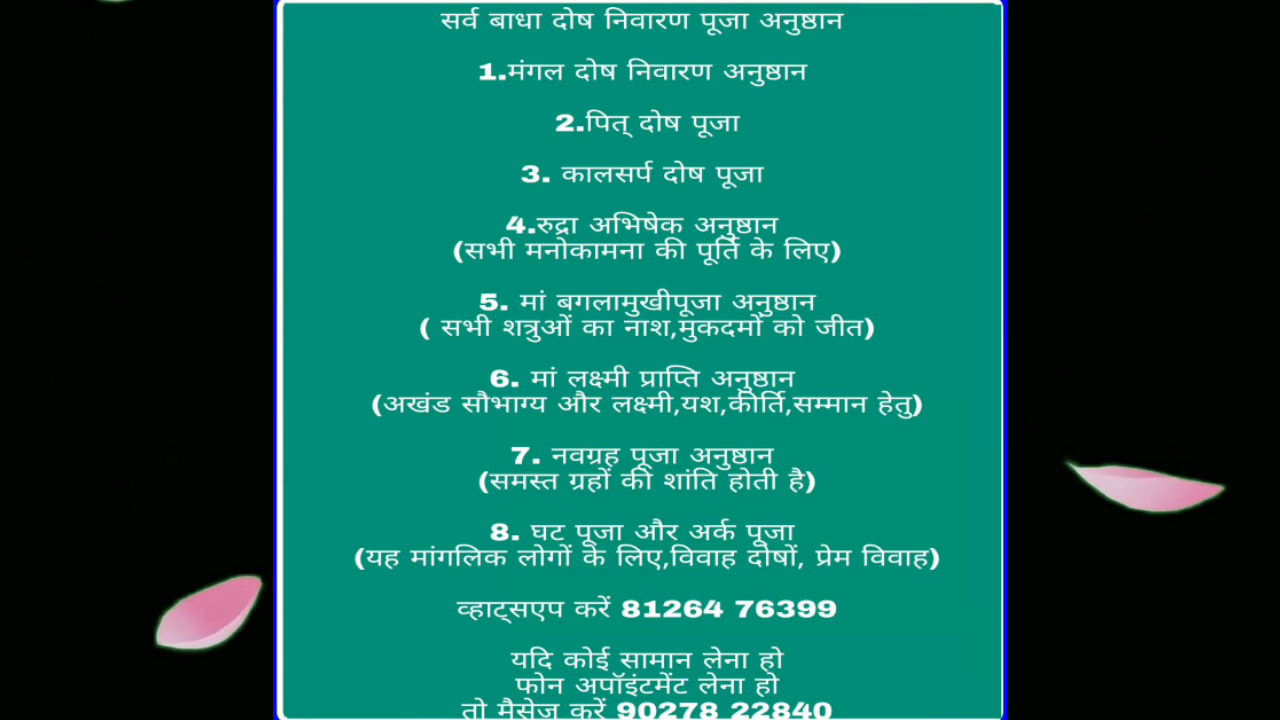 सर्व बाधा दोष निवारण पूजा अनुष्ठान
1.मंगल दोष निवारण अनुष्ठान
2.पित् दोष पूजा
3. कालसर्प दोष पूजा
4.रुद्रा अभिषेक अनुष्ठान
(सभी मनोकामना की पूर्ति के लिए)
5. मां बगलामुखीपूजा अनुष्ठान
( सभी शत्रुओं का नाश,मुकदमों को जीत)
6. मां लक्ष्मी प्राप्ति अनुष्ठान
(अखंड सौभाग्य और लक्ष्मी,यश,कीर्ति,सम्मान हेतु)
7. नवग्रह पूजा अनुष्ठान
(समस्त ग्रहों की शांति होती है)
8. घट पूजा और अर्क पूजा
(यह मांगलिक लोगों के लिए,विवाह दोषों, प्रेम विवाह)
व्हाट्सएप करें 81264 76399
यदि कोई सामान लेना हो
फोन अपॉइंटमेंट लेना हो
तो मैसेज करें 90278 22840